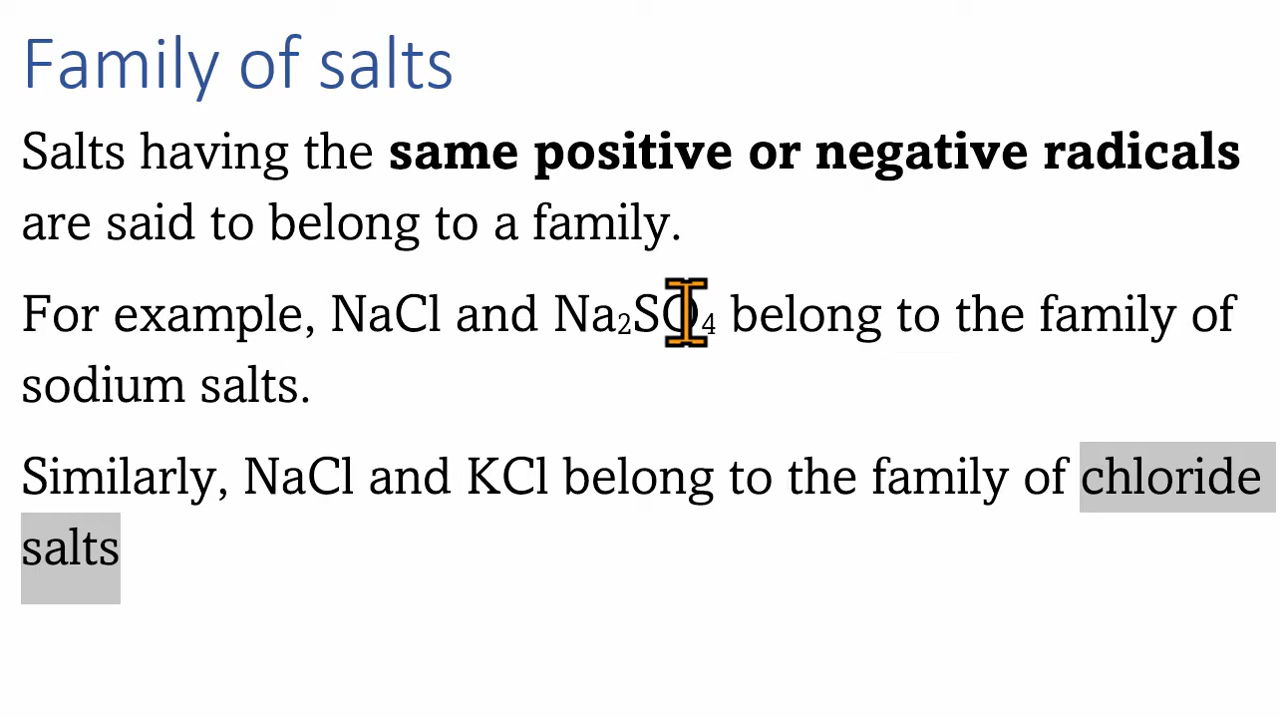 Family of salts
Salts having the same positive or negative radicals
are said to belong to a family.
For example, NaCl and Na₂SO₄ belong to the family of
sodium salts.
Similarly, NaCl and KCl belong to the family of chloride
salts